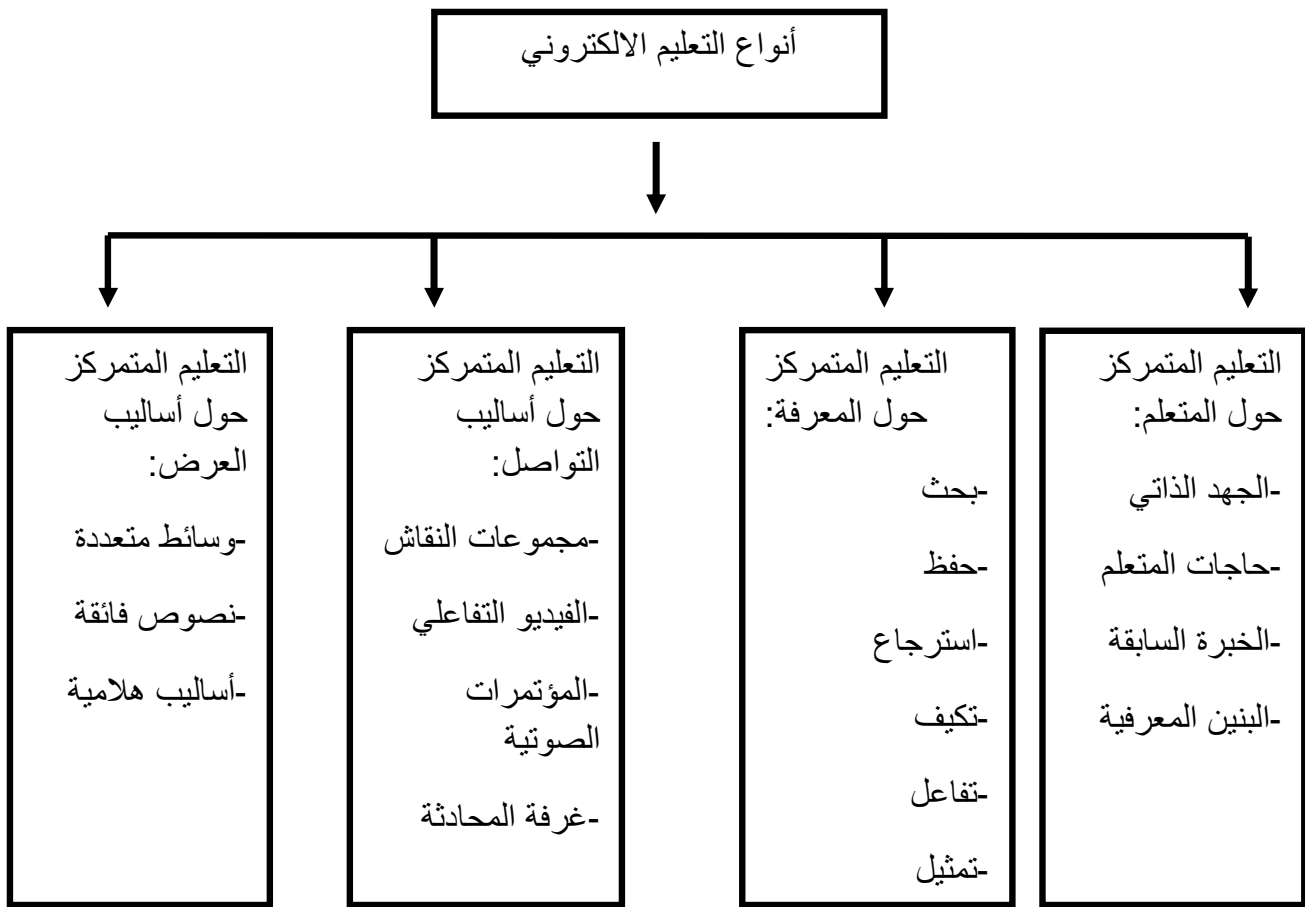 أنواع التعليم الالكتروني
التعليم المتمركز
حول المتعلم:
-الجهد الذاتي
-حاجات المتعلم
-الخبرة السابقة
-البنين المعرفية
التعليم المتمركز
حول المعرفة:
-بحث
-حفظ
-استرجاع
-تكيف
-تفاعل
-تمثيل
التعليم المتمركز
حول أساليب
التواصل:
-مجموعات النقاش
-الفيديو التفاعلي
-المؤتمرات
الصوتية
-غرفة المحادثة
التعليم المتمركز
حول أساليب
العرض:
-وسائط متعددة
-نصوص فائقة
-أساليب هلامية